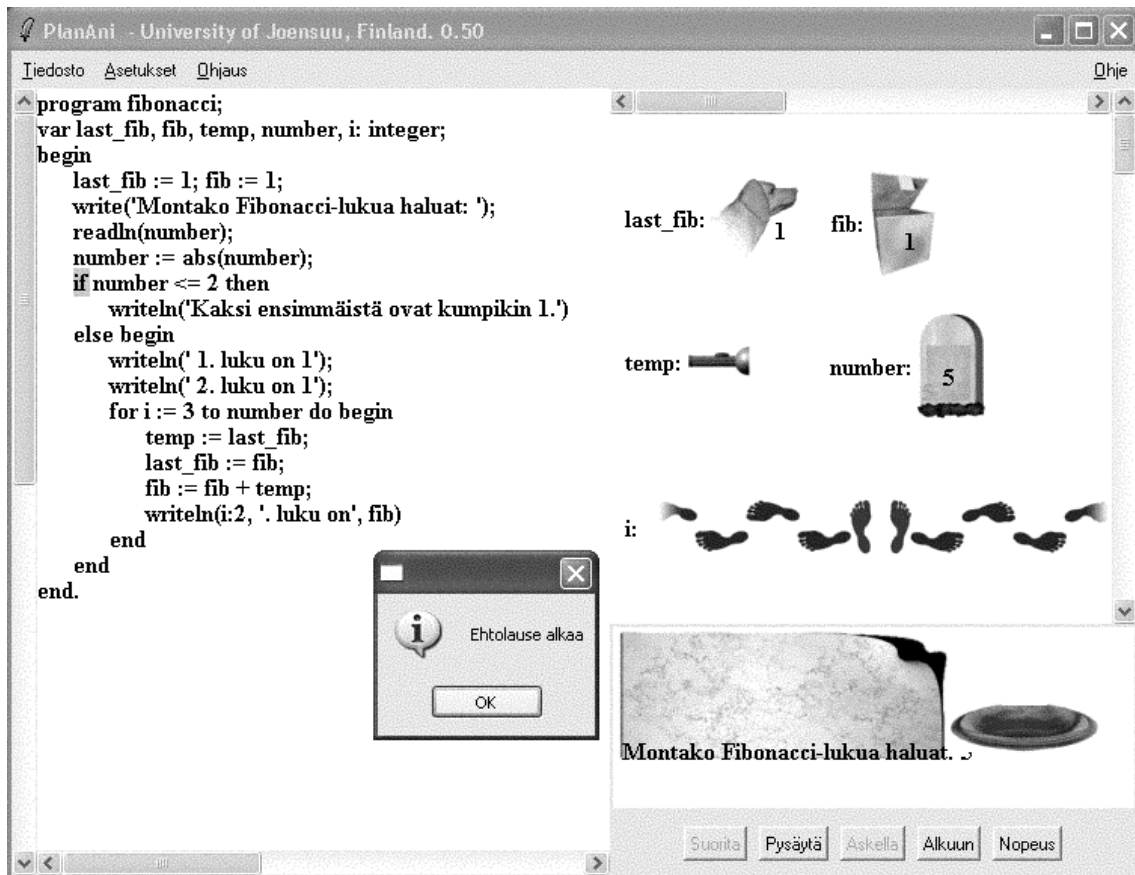 PlanAni - University of Joensuu, Finland. 0.50
Tiedosto Asetukset Ohjaus Ohje
program fibonacci;
var last_fib, fib, temp, number, i: integer;
begin
last_fib := 1; fib := 1;
write('Montako Fibonacci-lukua haluat: ');
readln(number);
number := abs(number);
if number <= 2 then
writeln('Kaksi ensimmäistä ovat kumpikin 1.')
else begin
writeln(' 1. luku on 1');
writeln(' 2. luku on 1');
for i := 3 to number do begin
temp := last_fib;
last_fib := fib;
fib := fib + temp;
writeln(i:2, '. luku on', fib)
end
end
end.
last_fib: 1 fib: 1
temp: number: 5
i:
Ehtolause alkaa
OK
Montako Fibonacci-lukua haluat.
Suorita Pysäytä Askella Alkuun Nopeus